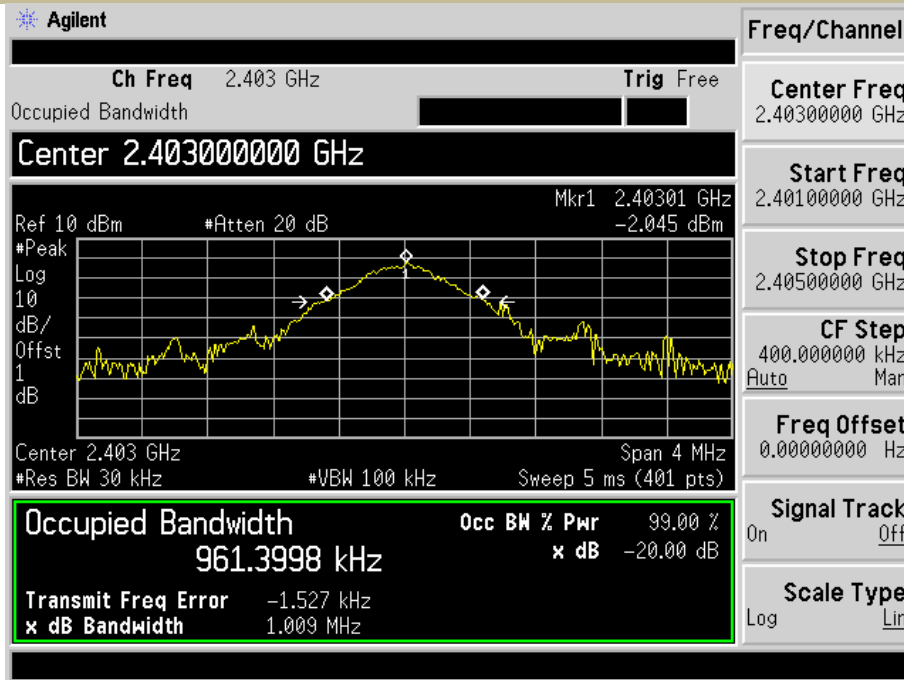 Agilent
Freq/Channel
Ch Freq 2.403 GHz Trig Free
Occupied Bandwidth
Center 2.403000000 GHz
Mkr1 2.40301 GHz
Ref 10 dBm #Atten 20 dB -2.045 dBm
#Peak
Log
10
dB/
Offst
1
dB
1
Center 2.403 GHz Span 4 MHz
#Res BW 30 kHz #VBW 100 kHz Sweep 5 ms (401 pts)
Occupied Bandwidth Occ BW % Pwr 99.00 %
961.3998 kHz x dB -20.00 dB
Transmit Freq Error -1.527 kHz
x dB Bandwidth 1.009 MHz
Center Freq
2.40300000 GHz
Start Freq
2.40100000 GHz
Stop Freq
2.40500000 GHz
CF Step
400.000000 kHz
Auto Man
Freq Offset
0.00000000 Hz
Signal Track
On Off
Scale Type
Log Lin